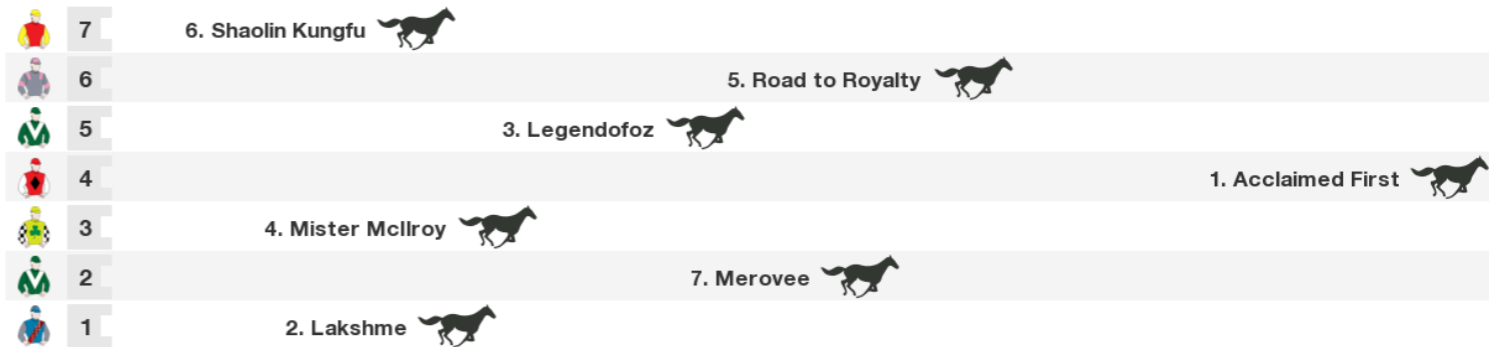 7 6. Shaolin Kungfu
6 5. Road to Royalty
5 3. Legendofoz
4 1. Acclaimed First
3 4. Mister McIlroy
2 7. Merovee
1 2. Lakshme